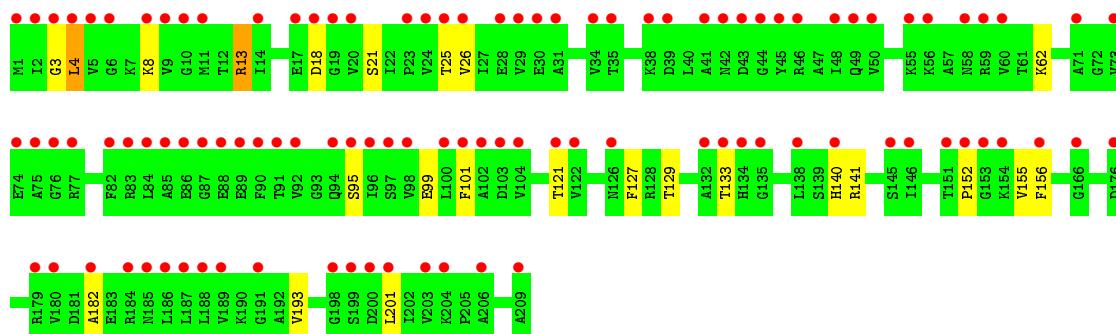 M1 I2 G3 L4 V5 G6 K7 K8 V9 G10 M11 T12 R13 I14 E17 D18 G19 V20 S21 I22 P23 V24 T25 V26 I27 E28 V29 E30 A31 V34 T35 K38 D39 L40 A41 N42 D43 G44 Y45 R46 A47 I48 Q49 V50 K55 K56 A57 N58 R59 V60 T61 K62 A71 G72 V73
E74 A75 G76 R77 F82 R83 L84 A85 E86 G87 E88 E89 F90 T91 V92 G93 Q94 S95 I96 S97 V98 E99 L100 F101 A102 D103 V104 T121 V122 N126 F127 R128 T129 A132 T133 H134 G135 L138 S139 H140 R141 S145 I146 T151 P152 G153 K154 V155 F156 G166 D176
R179 V180 D181 A182 E183 R184 N185 L186 L187 L188 V189 K190 G191 A192 V193 G198 S199 D200 L201 I202 V203 K204 P205 A206 A209